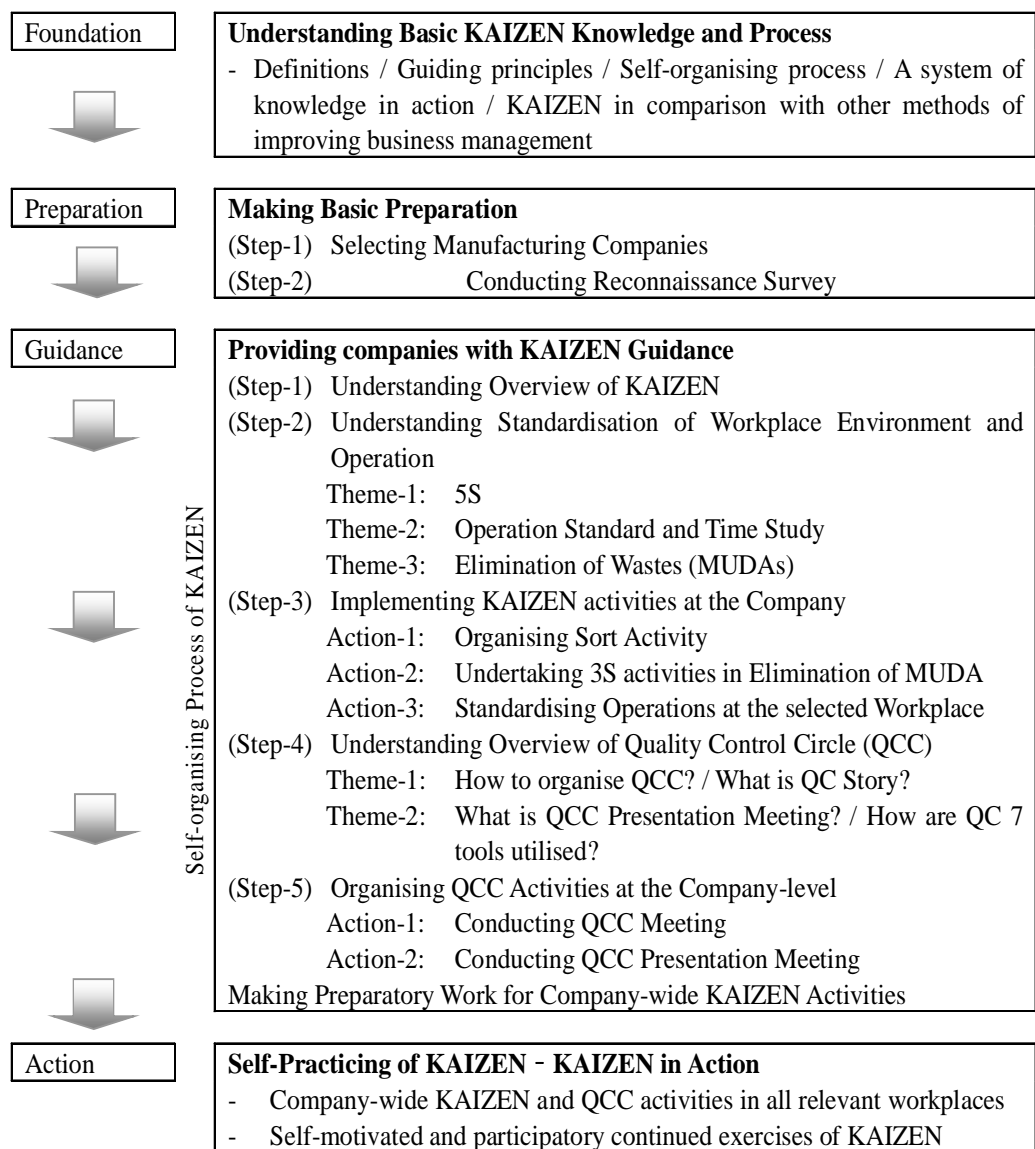 Foundation
Understanding Basic KAIZEN Knowledge and Process
- Definitions / Guiding principles / Self-organising process / A system of
knowledge in action / KAIZEN in comparison with other methods of
improving business management
Preparation
Making Basic Preparation
(Step-1) Selecting Manufacturing Companies
(Step-2) Conducting Reconnaissance Survey
Guidance
Self-organising Process of KAIZEN
Providing companies with KAIZEN Guidance
(Step-1) Understanding Overview of KAIZEN
(Step-2) Understanding Standardisation of Workplace Environment and
Operation
Theme-1: 5S
Theme-2: Operation Standard and Time Study
Theme-3: Elimination of Wastes (MUDAs)
(Step-3) Implementing KAIZEN activities at the Company
Action-1: Organising Sort Activity
Action-2: Undertaking 3S activities in Elimination of MUDA
Action-3: Standardising Operations at the selected Workplace
(Step-4) Understanding Overview of Quality Control Circle (QCC)
Theme-1: How to organise QCC? / What is QC Story?
Theme-2: What is QCC Presentation Meeting? / How are QC 7
tools utilised?
(Step-5) Organising QCC Activities at the Company-level
Action-1: Conducting QCC Meeting
Action-2: Conducting QCC Presentation Meeting
Making Preparatory Work for Company-wide KAIZEN Activities
Action
Self-Practicing of KAIZEN - KAIZEN in Action
- Company-wide KAIZEN and QCC activities in all relevant workplaces
- Self-motivated and participatory continued exercises of KAIZEN